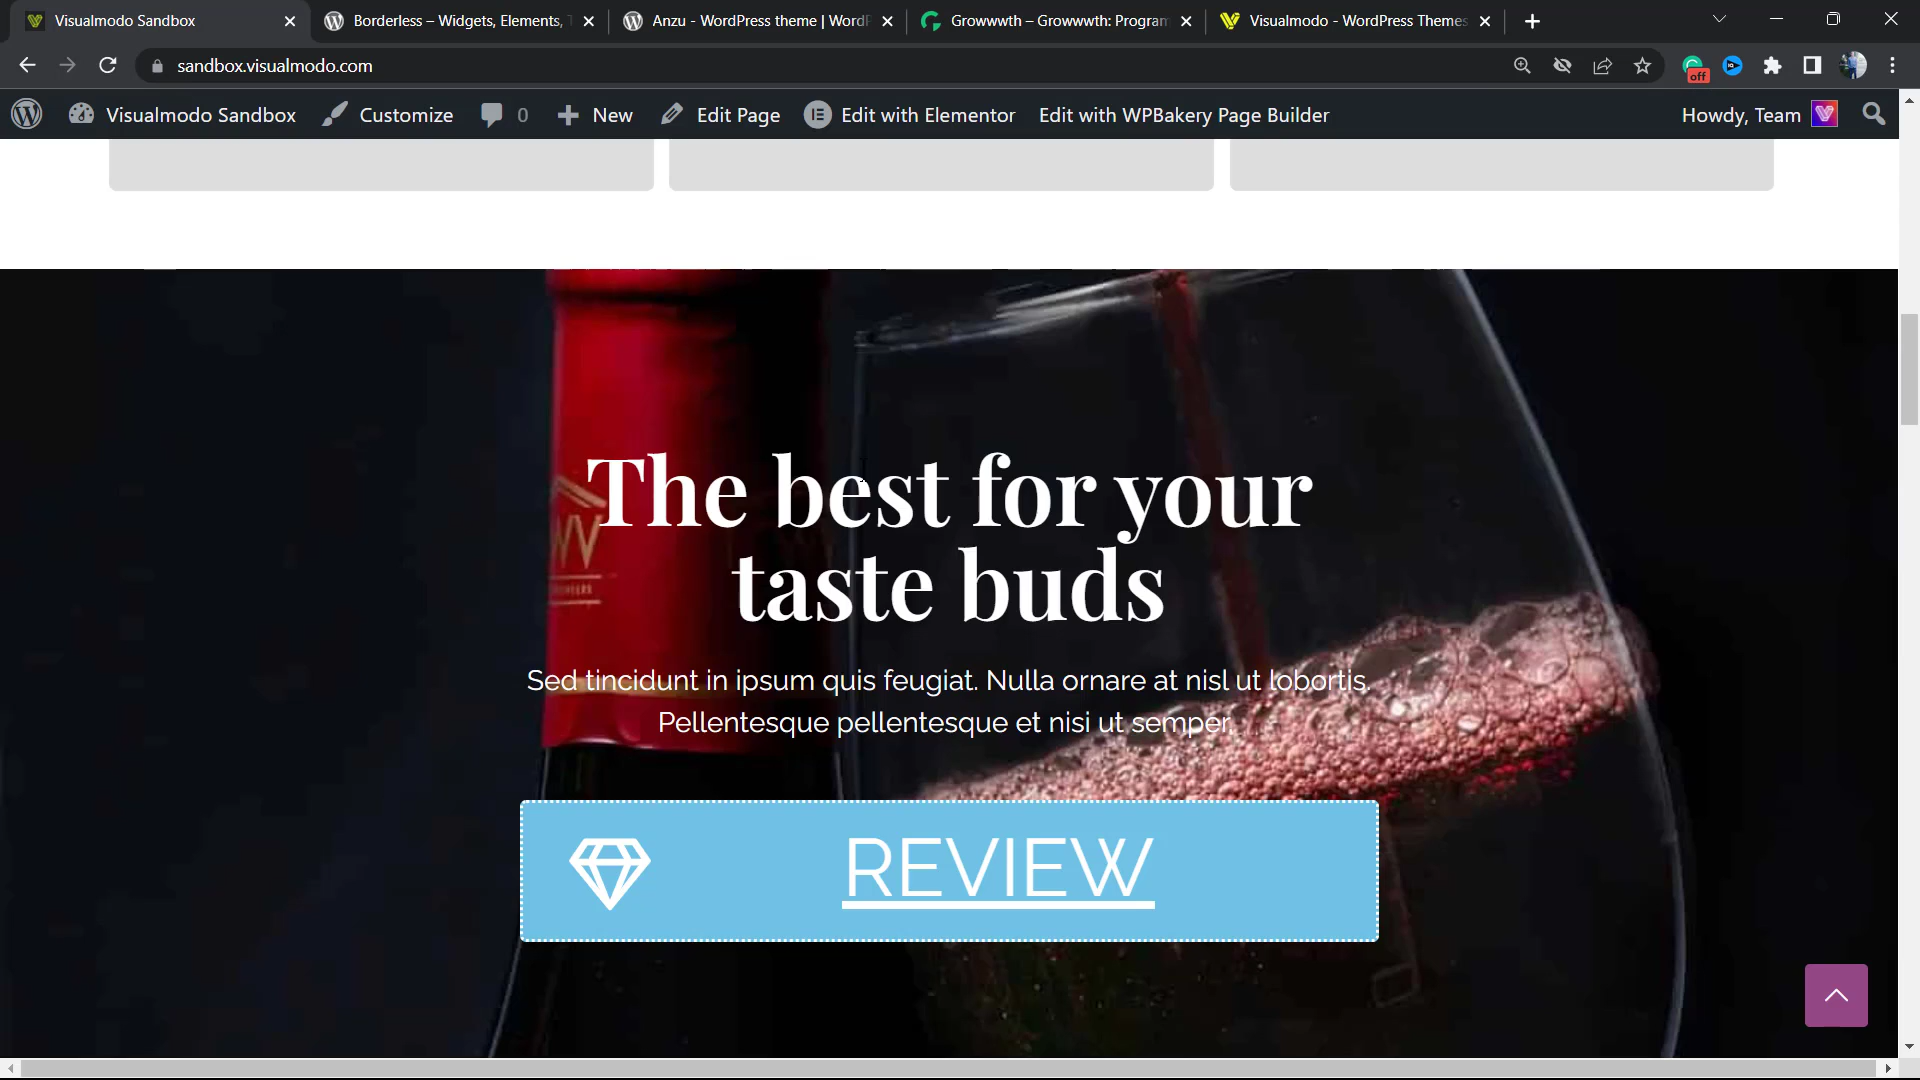 Visualmodo Sandbox
Borderless – Widgets, Elements,
Anzu - WordPress theme | WordP
Growwwth – Growwwth: Program
Visualmodo - WordPress Themes
sandbox.visualmodo.com
off
Visualmodo Sandbox
Customize
0
New
Edit Page
Edit with Elementor
Edit with WPBakery Page Builder
Howdy, Team
The best for your
taste buds
Sed tincidunt in ipsum quis feugiat. Nulla ornare at nisl ut lobortis.
Pellentesque pellentesque et nisi ut semper.
REVIEW